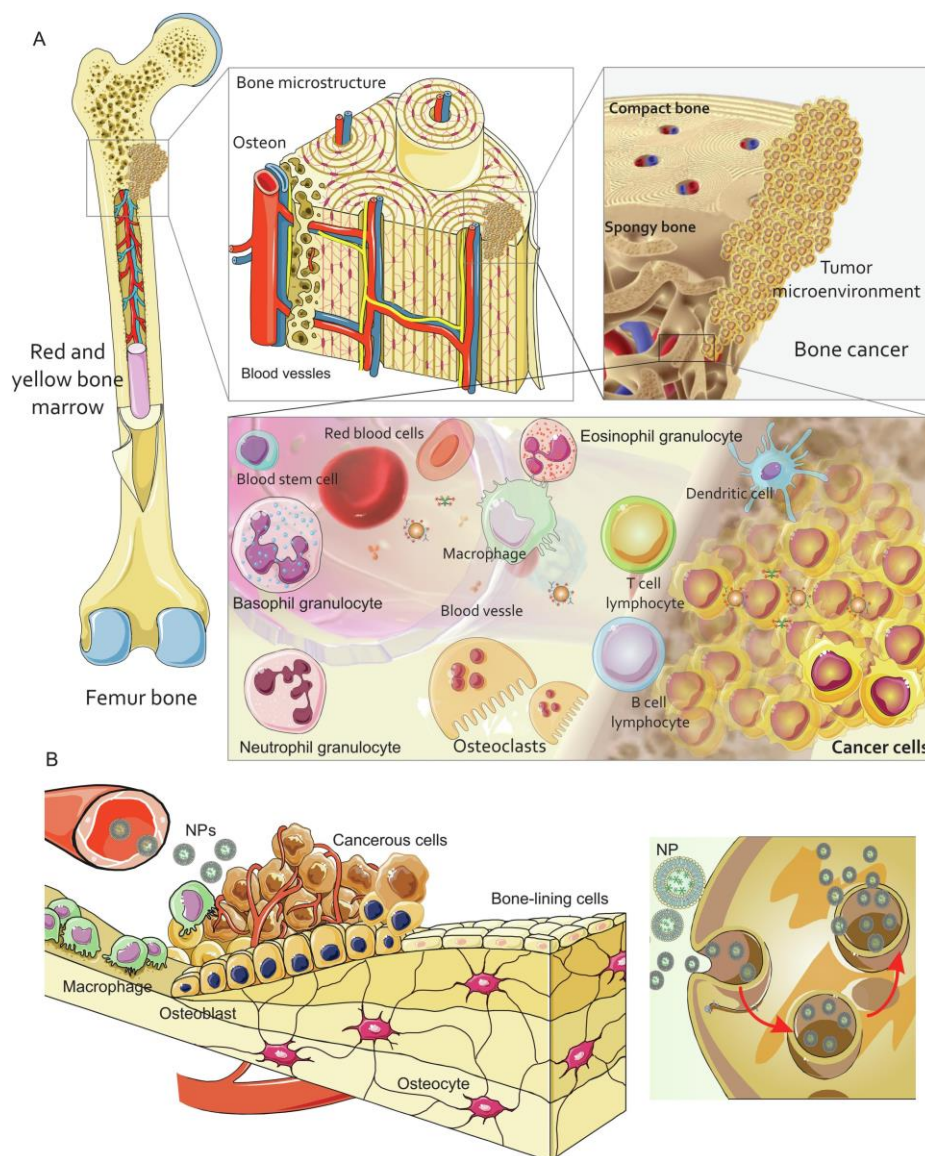 A
Bone microstructure
Osteon
Blood vessles
Compact bone
Spongy bone
Tumor
microenvironment
Bone cancer
Red and
yellow bone
marrow
Femur bone
Red blood cells
Eosinophil granulocyte
Blood stem cell
Dendritic cell
Macrophage
Basophil granulocyte
T cell
lymphocyte
Blood vessle
B cell
lymphocyte
Neutrophil granulocyte
Osteoclasts
Cancer cells
B
NPs
Cancerous cells
Bone-lining cells
Macrophage
Osteoblast
Osteocyte
NP